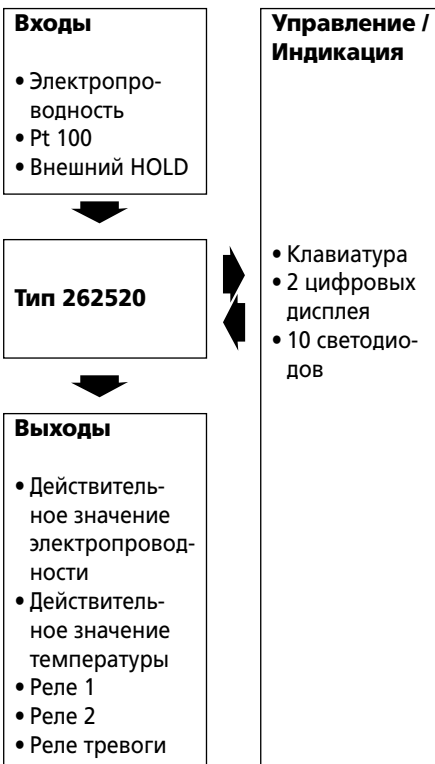 Входы
• Электропро-
водность
• Pt 100
• Внешний HOLD
Тип 262520
Выходы
• Действитель-
ное значение
электропровод-
ности
• Действитель-
ное значение
температуры
• Реле 1
• Реле 2
• Реле тревоги
Управление /
Индикация
• Клавиатура
• 2 цифровых
дисплея
• 10 светодио-
дов